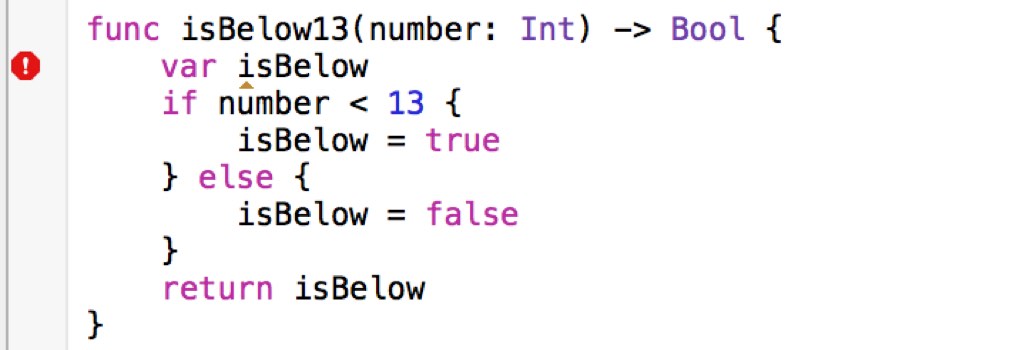 func isBelow13(number: Int) -> Bool {
    var isBelow
    if number < 13 {
        isBelow = true
    } else {
        isBelow = false
    }
    return isBelow
}